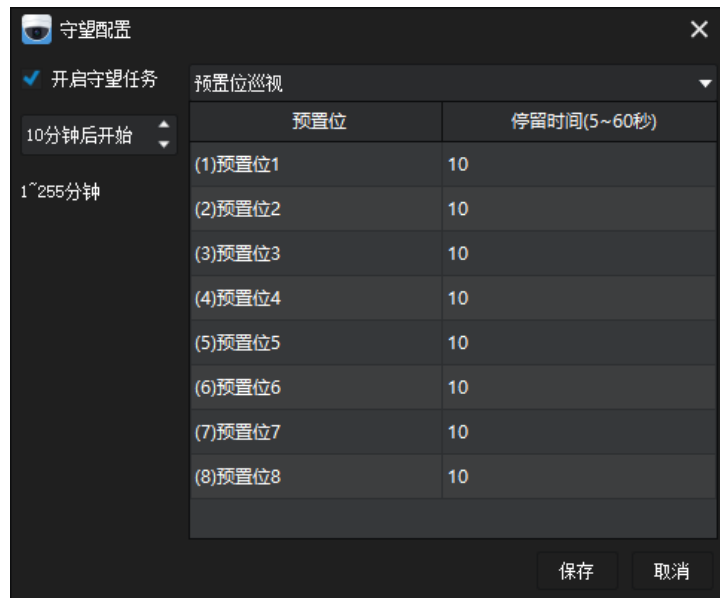 守望配置
开启守望任务
预置位巡视
10分钟后开始
1~255分钟
预置位 停留时间(5~60秒)
(1)预置位1 10
(2)预置位2 10
(3)预置位3 10
(4)预置位4 10
(5)预置位5 10
(6)预置位6 10
(7)预置位7 10
(8)预置位8 10
保存 取消